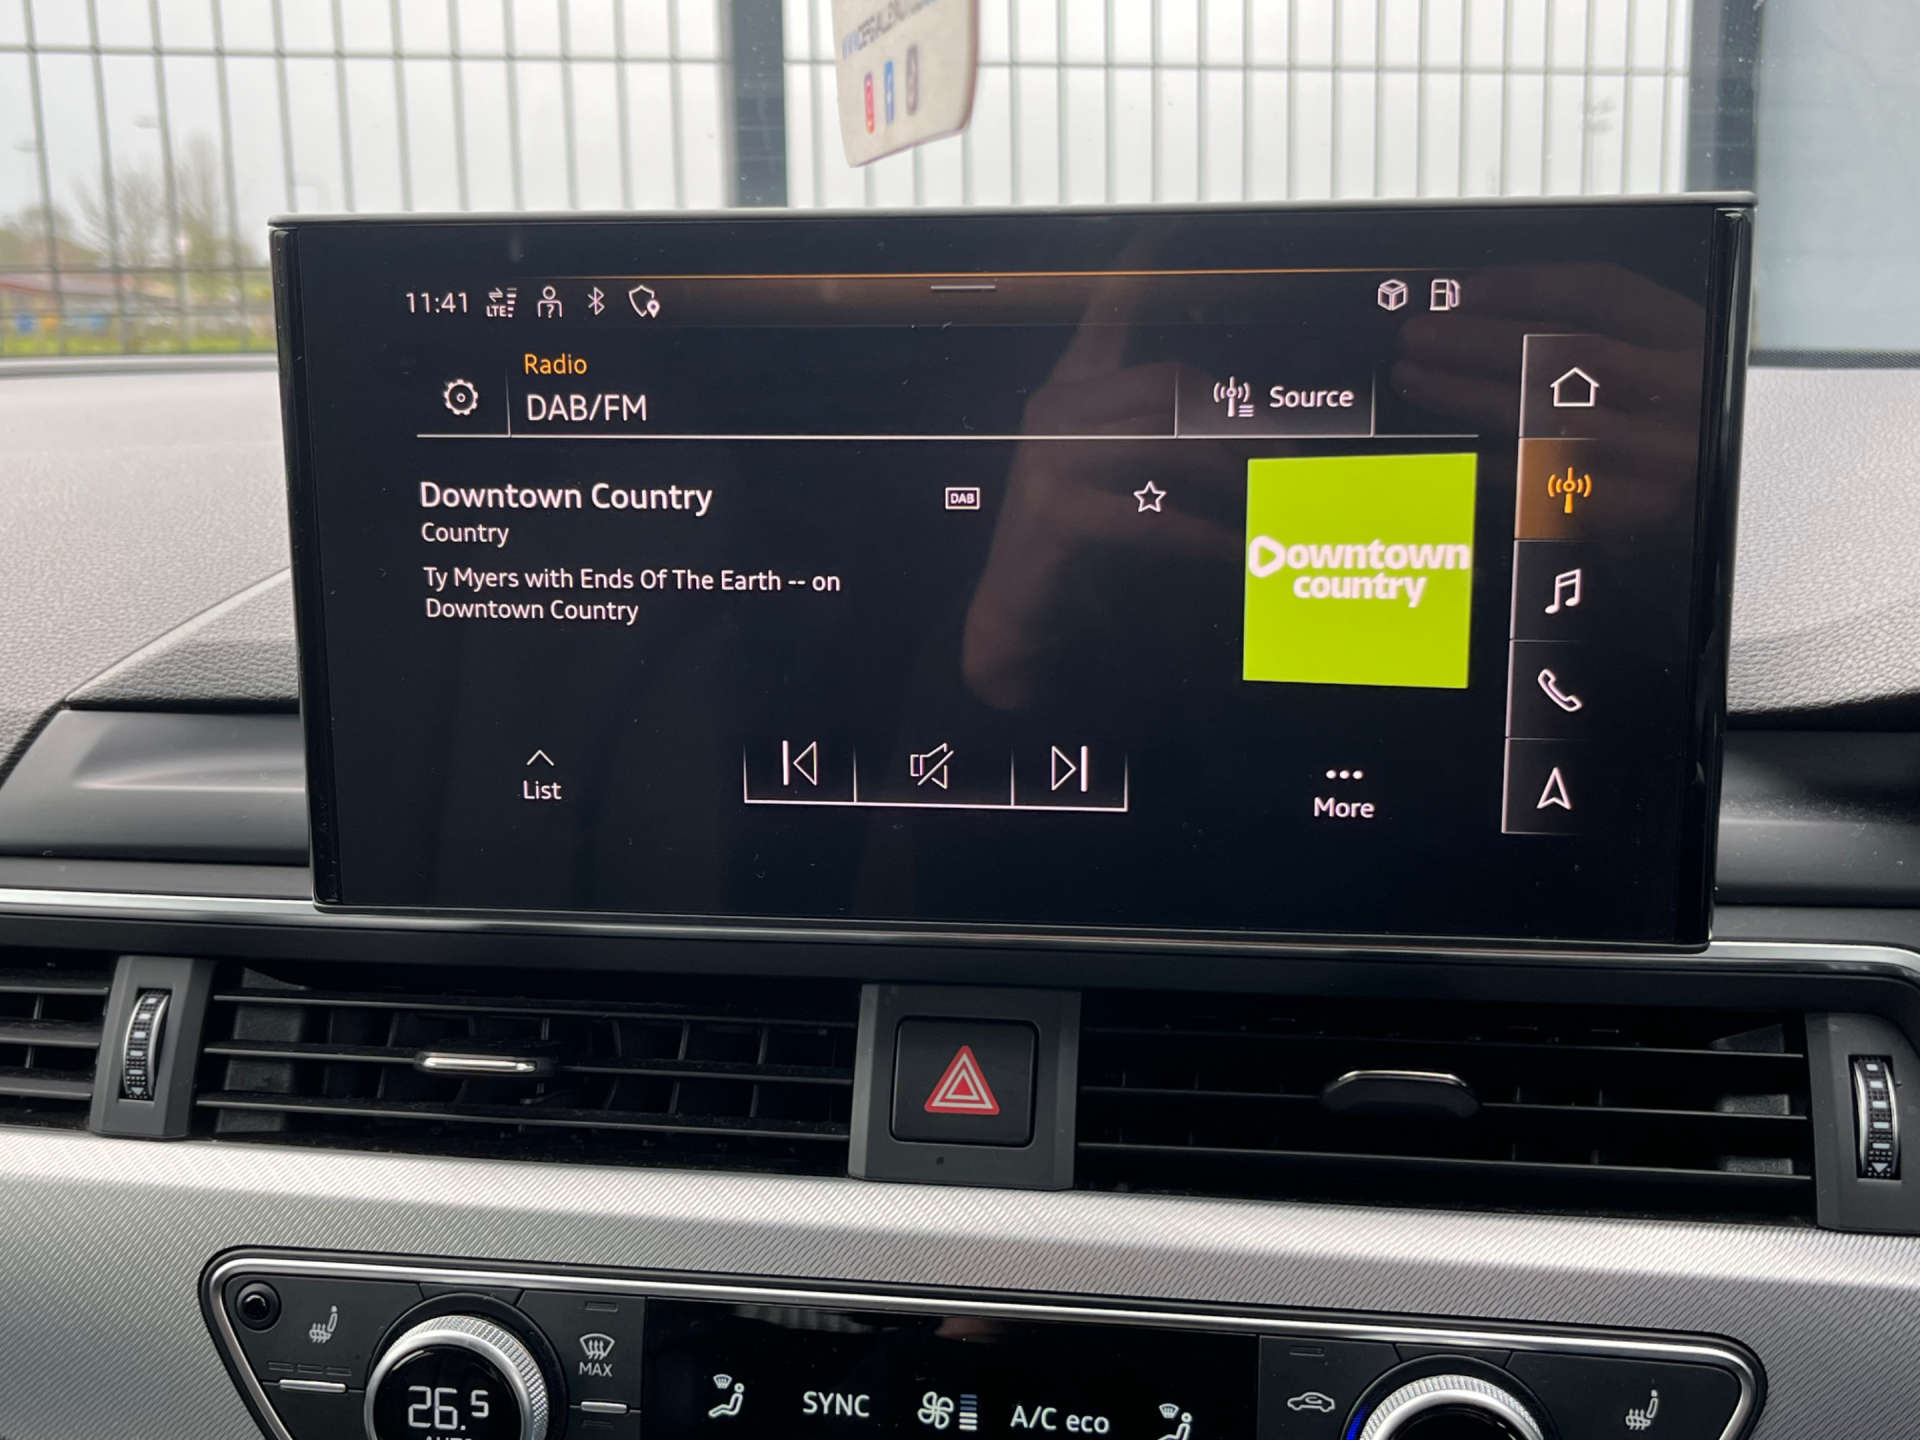 11:41 LTE
Radio
DAB/FM
Source
Downtown Country
DAB
Country
Ty Myers with Ends Of The Earth -- on
Downtown Country
Downtown
country
List
More
MAX
26.5
AUTO
SYNC
A/C eco